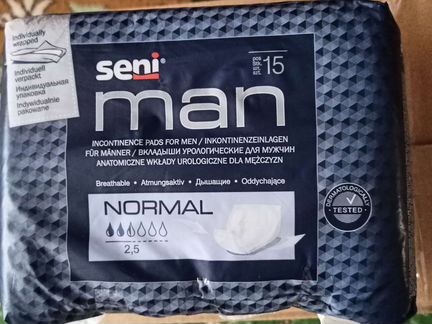 Individually
wrapped
Individuell
verpackt
Индивидуальная
упаковка
Indywidualnie
pakowane
seni
man
pcs
Stk.
шт.
szt.
15
INCONTINENCE PADS FOR MEN / INKONTINENZEINLAGEN
FÜR MÄNNER / ВКЛАДЫШИ УРОЛОГИЧЕСКИЕ ДЛЯ МУЖЧИН
ANATOMICZNE WKŁADY UROLOGICZNE DLA MĘŻCZYZN
Breathable • Atmungsaktiv • Дышащие • Oddychające
NORMAL
2,5
DERMATOLOGICALLY
TESTED